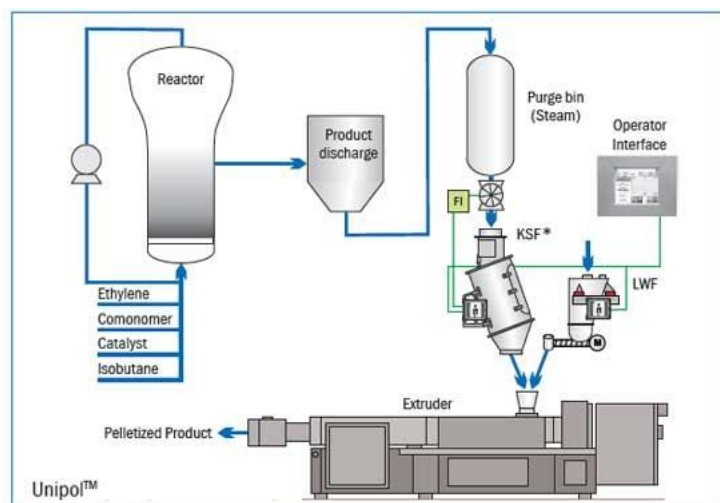 Reactor
Product
discharge
Purge bin
(Steam)
Operator
Interface
FI
KSF*
LWF
M
Ethylene
Comonomer
Catalyst
Isobutane
Extruder
Pelletized Product
Unipol™